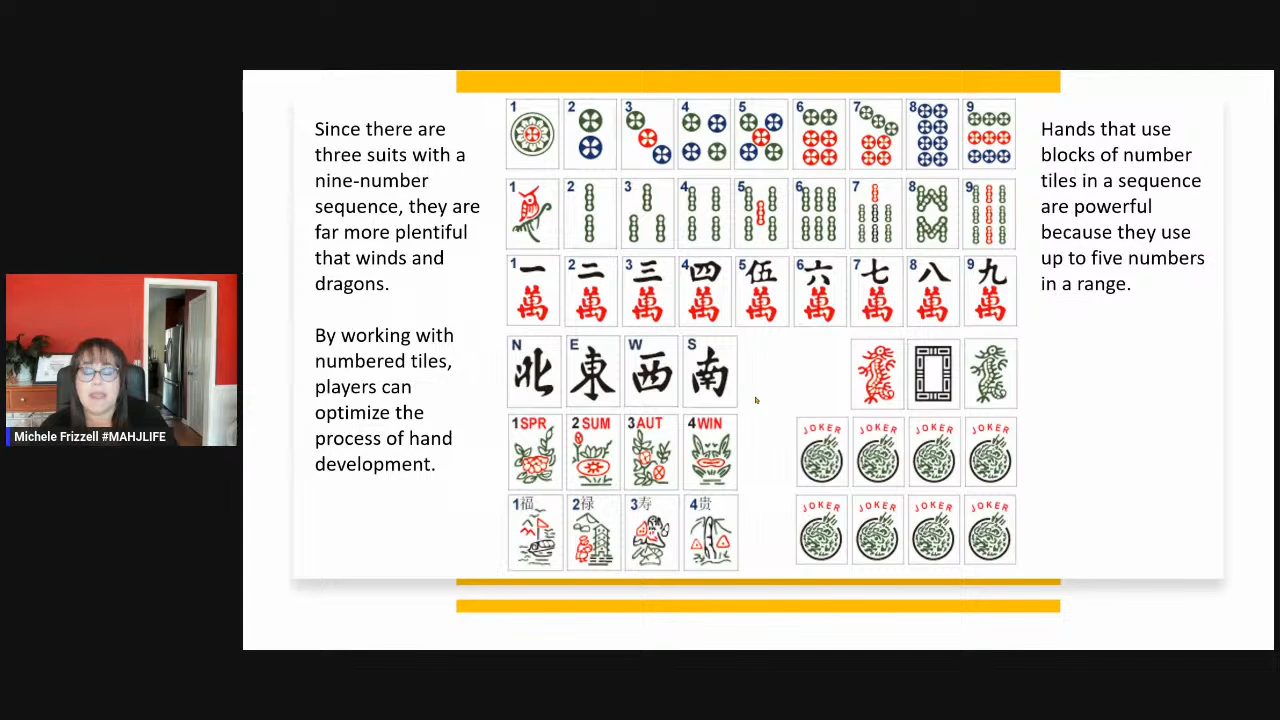 Since there are
three suits with a
nine-number
sequence, they are
far more plentiful
that winds and
dragons.
By working with
numbered tiles,
players can
optimize the
process of hand
development.
1 2 3 4 5 6 7 8 9
1 2 3 4 5 6 7 8 9
1 2 3 4 5 6 7 8 9
一 二 三 四 伍 六 七 八 九
萬 萬 萬 萬 萬 萬 萬 萬 萬
N E W S
北 東 西 南
1 SPR 2 SUM 3 AUT 4 WIN
JOKER JOKER JOKER JOKER
1福 2禄 3寿 4贵
JOKER JOKER JOKER JOKER
Hands that use
blocks of number
tiles in a sequence
are powerful
because they use
up to five numbers
in a range.
Michele Frizzell #MAHJLIFE